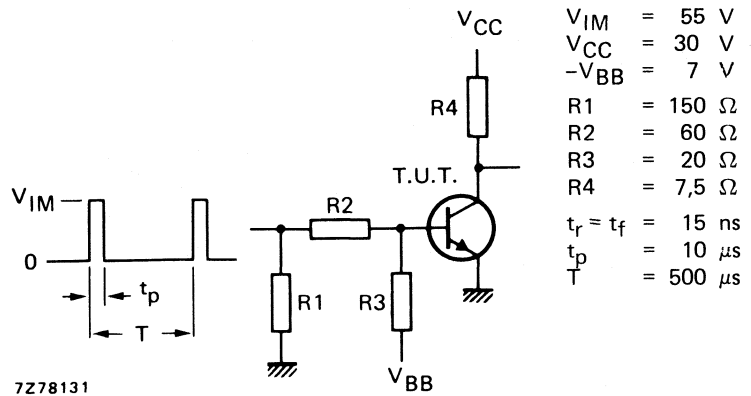 V_CC
R4
T.U.T.
V_IM
R2
0
t_p
R1
R3
T
V_BB
7Z78131
V_IM = 55 V
V_CC = 30 V
-V_BB = 7 V
R1 = 150 Ω
R2 = 60 Ω
R3 = 20 Ω
R4 = 7,5 Ω
t_r = t_f = 15 ns
t_p = 10 μs
T = 500 μs